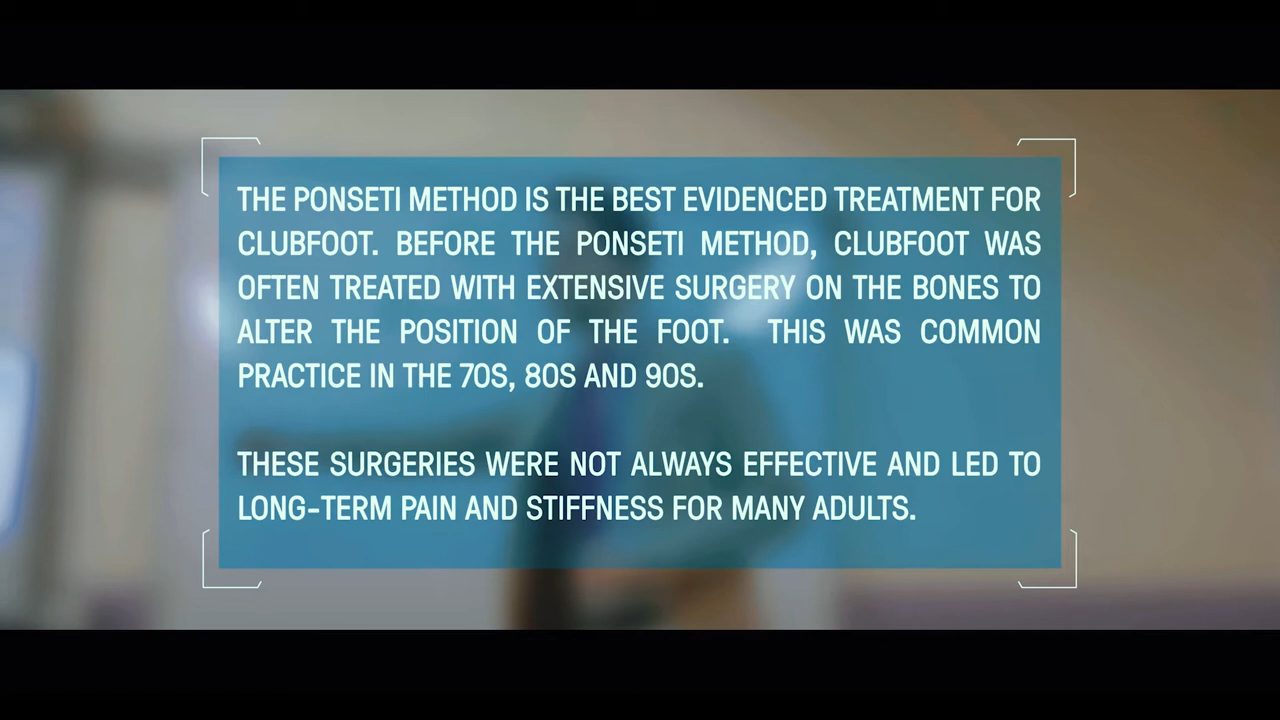 THE PONSETI METHOD IS THE BEST EVIDENCED TREATMENT FOR
CLUBFOOT. BEFORE THE PONSETI METHOD, CLUBFOOT WAS
OFTEN TREATED WITH EXTENSIVE SURGERY ON THE BONES TO
ALTER THE POSITION OF THE FOOT. THIS WAS COMMON
PRACTICE IN THE 70S, 80S AND 90S.
THESE SURGERIES WERE NOT ALWAYS EFFECTIVE AND LED TO
LONG-TERM PAIN AND STIFFNESS FOR MANY ADULTS.